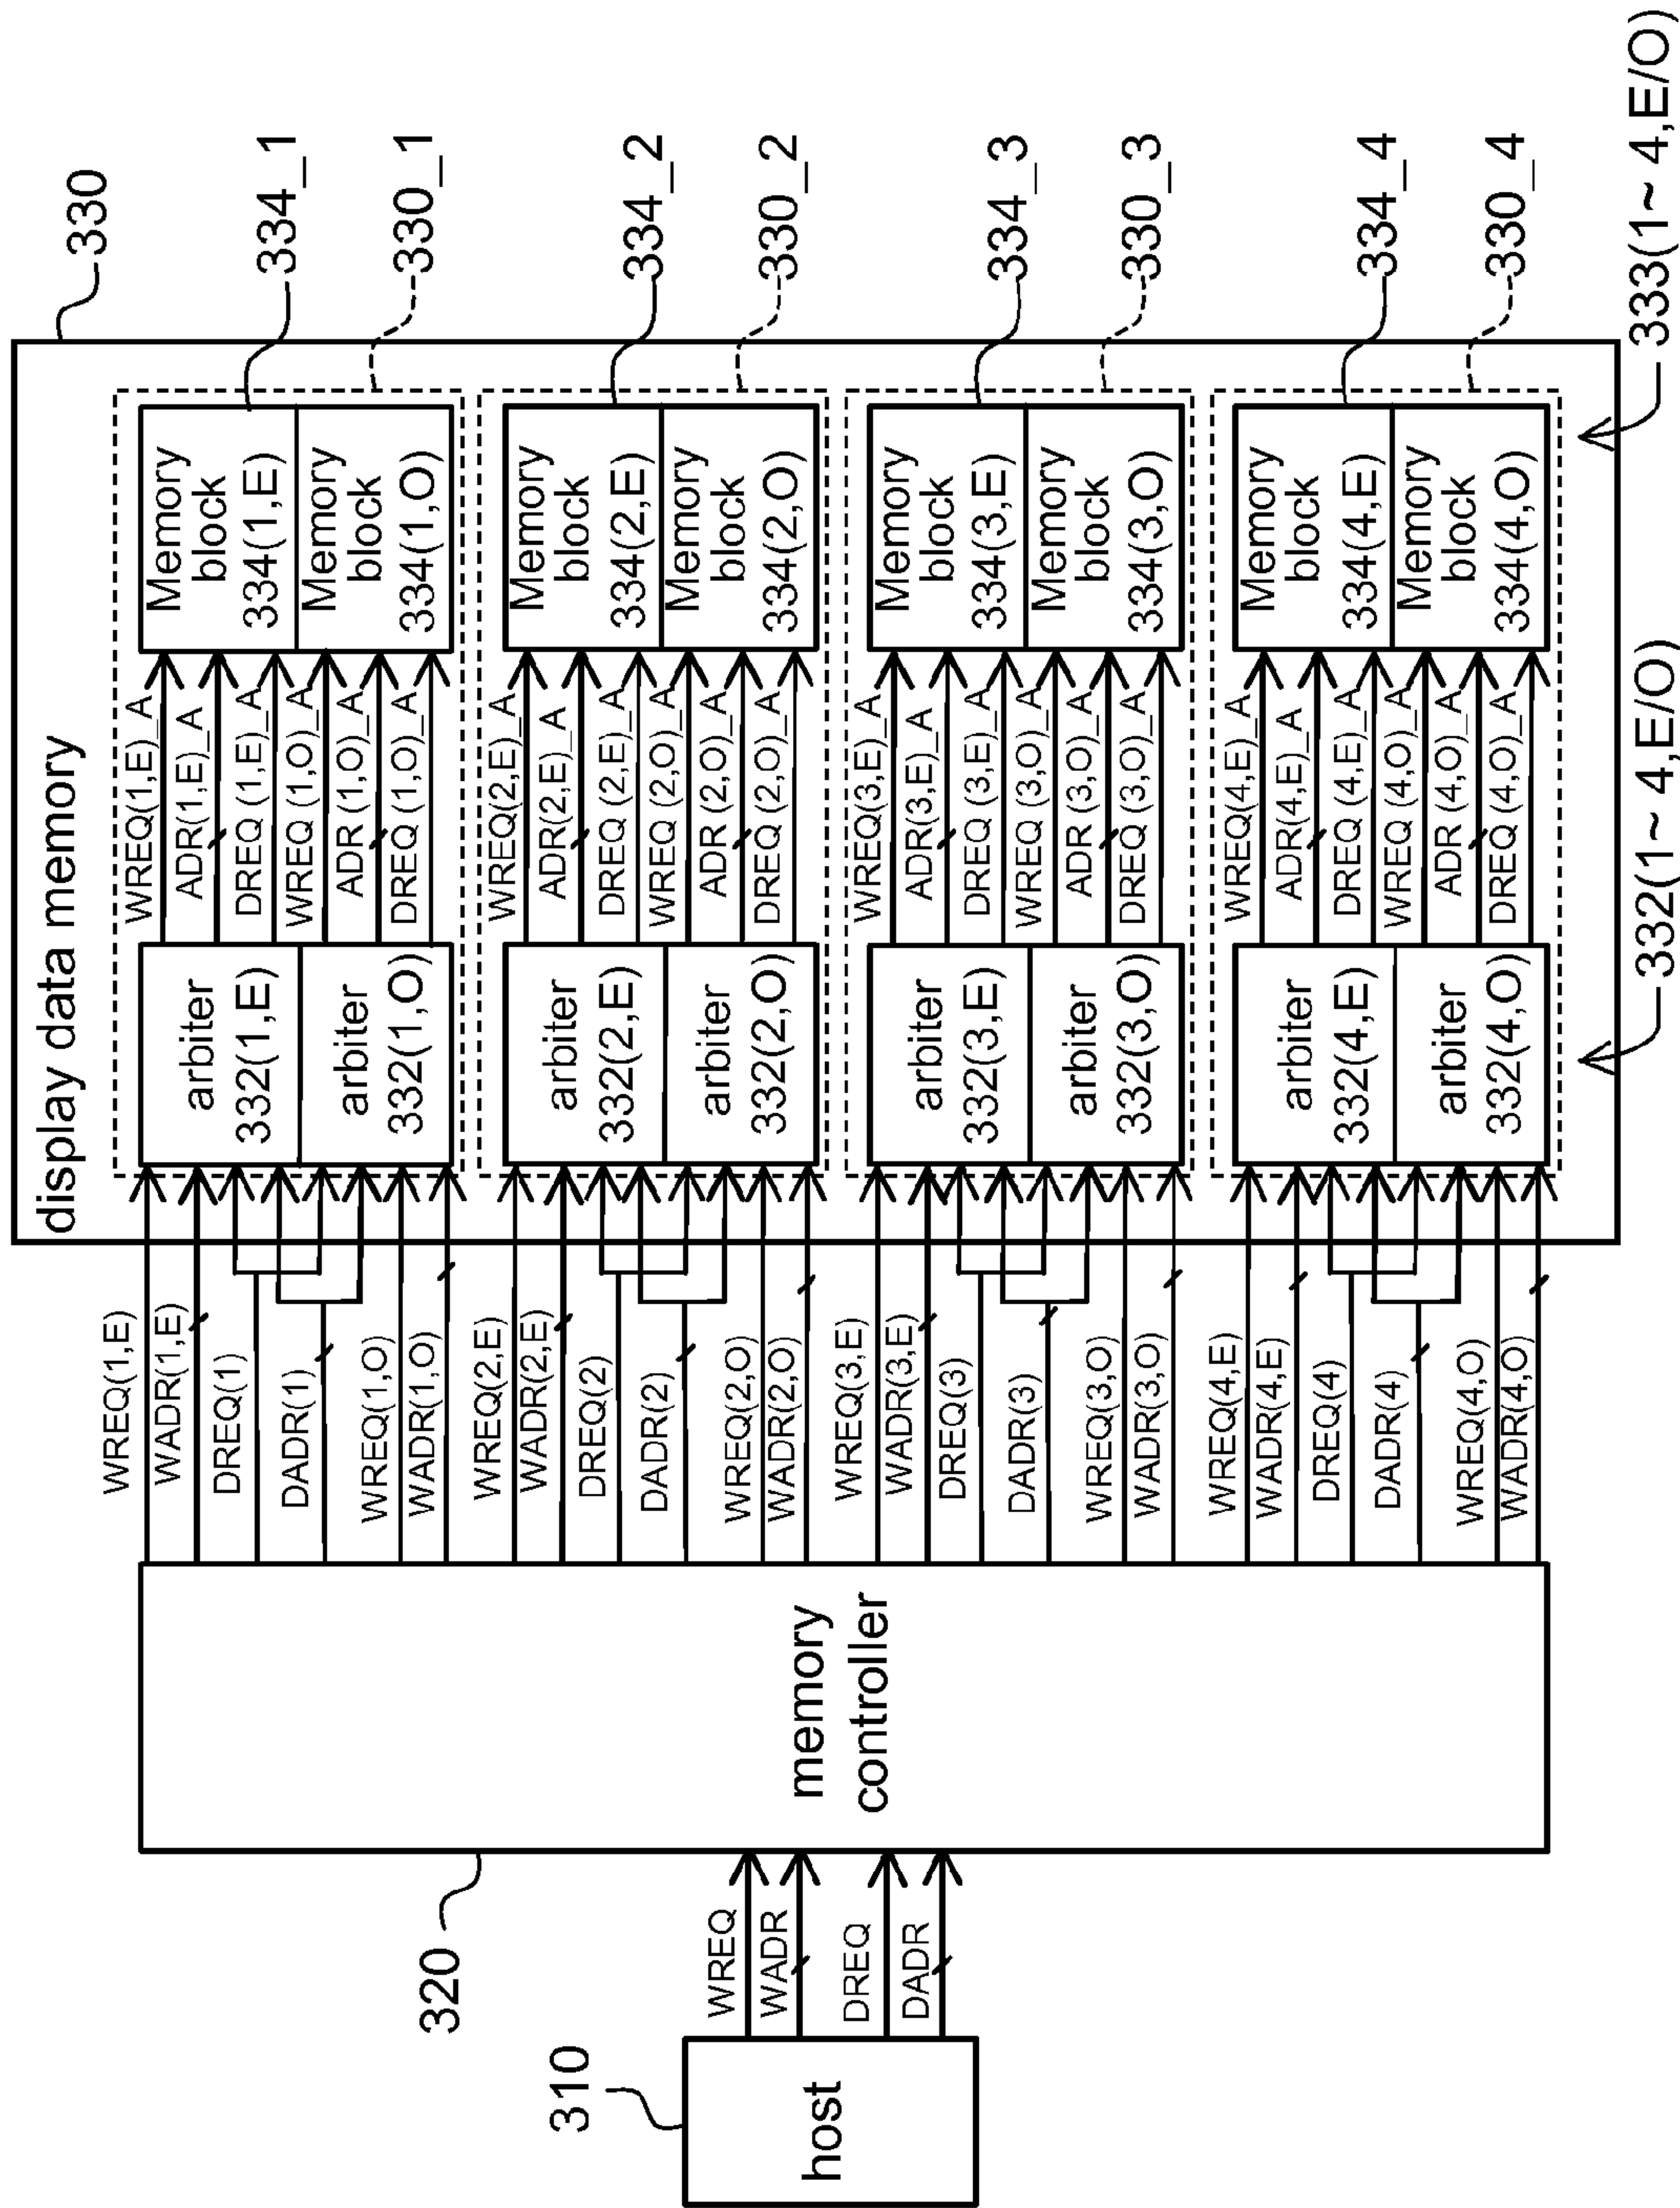 display data memory
330
host
310
WREQ
WADR
DREQ
DADR
memory
controller
320
WREQ(1,E)
WADR(1,E)
DREQ(1)
DADR(1)
WREQ(1,O)
WADR(1,O)
WREQ(2,E)
WADR(2,E)
DREQ(2)
DADR(2)
WREQ(2,O)
WADR(2,O)
WREQ(3,E)
WADR(3,E)
DREQ(3)
DADR(3)
WREQ(3,O)
WADR(3,O)
WREQ(4,E)
WADR(4,E)
DREQ(4)
DADR(4)
WREQ(4,O)
WADR(4,O)
arbiter
332(1,E)
arbiter
332(1,O)
arbiter
332(2,E)
arbiter
332(2,O)
arbiter
332(3,E)
arbiter
332(3,O)
arbiter
332(4,E)
arbiter
332(4,O)
WREQ(1,E)_A
ADR(1,E)_A
DREQ (1,E)_A
WREQ (1,O)_A
ADR (1,O)_A
DREQ (1,O)_A
WREQ(2,E)_A
ADR(2,E)_A
DREQ (2,E)_A
WREQ (2,O)_A
ADR (2,O)_A
DREQ (2,O)_A
WREQ(3,E)_A
ADR(3,E)_A
DREQ (3,E)_A
WREQ (3,O)_A
ADR (3,O)_A
DREQ (3,O)_A
WREQ(4,E)_A
ADR(4,E)_A
DREQ (4,E)_A
WREQ (4,O)_A
ADR (4,O)_A
DREQ (4,O)_A
Memory
block
334(1,E)
Memory
block
334(1,O)
Memory
block
334(2,E)
Memory
block
334(2,O)
Memory
block
334(3,E)
Memory
block
334(3,O)
Memory
block
334(4,E)
Memory
block
334(4,O)
334_1
330_1
334_2
330_2
334_3
330_3
334_4
330_4
332(1~ 4,E/O)
333(1~ 4,E/O)